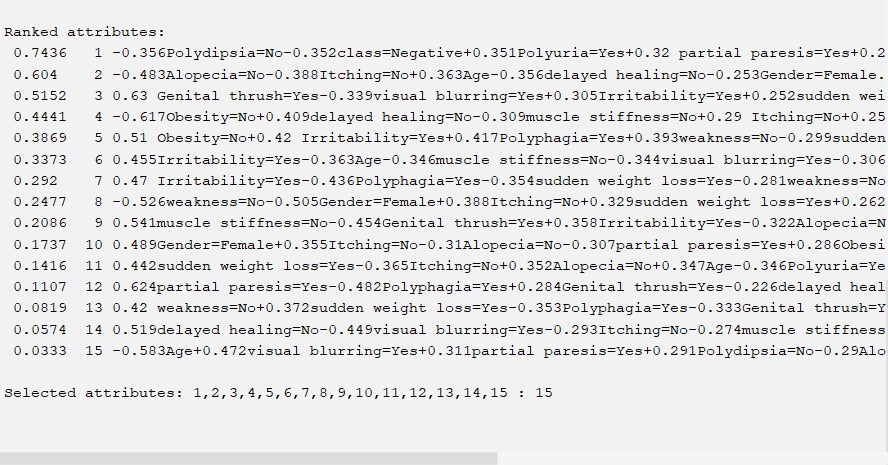 Ranked attributes:
0.7436 1 -0.356Polydipsia=No-0.352class=Negative+0.351Polyuria=Yes+0.32 partial paresis=Yes+0.2
0.604 2 -0.483Alopecia=No-0.388Itching=No+0.363Age-0.356delayed healing=No-0.253Gender=Female.
0.5152 3 0.63 Genital thrush=Yes-0.339visual blurring=Yes+0.305Irritability=Yes+0.252sudden wei
0.4441 4 -0.617Obesity=No+0.409delayed healing=No-0.309muscle stiffness=No+0.29 Itching=No+0.25
0.3869 5 0.51 Obesity=No+0.42 Irritability=Yes+0.417Polyphagia=Yes+0.393weakness=No-0.299sudden
0.3373 6 0.455Irritability=Yes-0.363Age-0.346muscle stiffness=No-0.344visual blurring=Yes-0.306
0.292 7 0.47 Irritability=Yes-0.436Polyphagia=Yes-0.354sudden weight loss=Yes-0.281weakness=No
0.2477 8 -0.526weakness=No-0.505Gender=Female+0.388Itching=No+0.329sudden weight loss=Yes+0.262
0.2086 9 0.541muscle stiffness=No-0.454Genital thrush=Yes+0.358Irritability=Yes-0.322Alopecia=N
0.1737 10 0.489Gender=Female+0.355Itching=No-0.31Alopecia=No-0.307partial paresis=Yes+0.286Obesi
0.1416 11 0.442sudden weight loss=Yes-0.365Itching=No+0.352Alopecia=No+0.347Age-0.346Polyuria=Ye
0.1107 12 0.624partial paresis=Yes-0.482Polyphagia=Yes+0.284Genital thrush=Yes-0.226delayed heal
0.0819 13 0.42 weakness=No+0.372sudden weight loss=Yes-0.353Polyphagia=Yes-0.333Genital thrush=Y
0.0574 14 0.519delayed healing=No-0.449visual blurring=Yes-0.293Itching=No-0.274muscle stiffness
0.0333 15 -0.583Age+0.472visual blurring=Yes+0.311partial paresis=Yes+0.291Polydipsia=No-0.29Alo
Selected attributes: 1,2,3,4,5,6,7,8,9,10,11,12,13,14,15 : 15